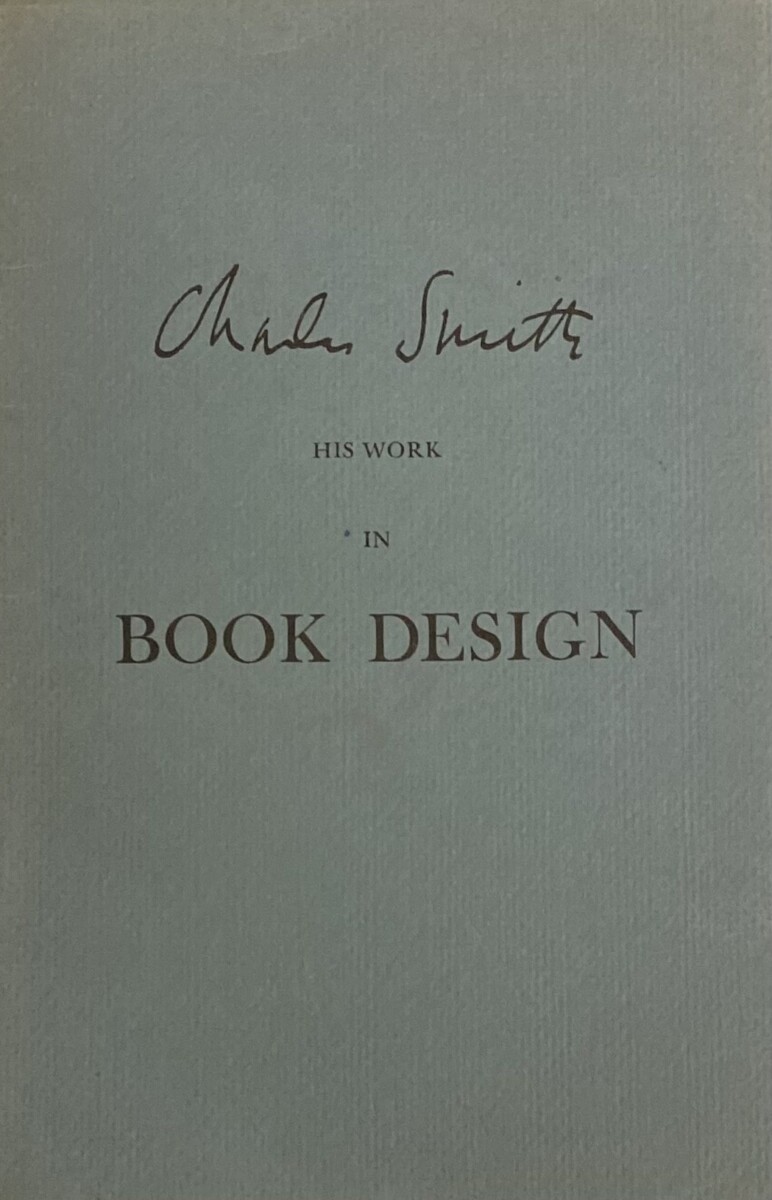 Charles Smith
HIS WORK
IN
BOOK DESIGN